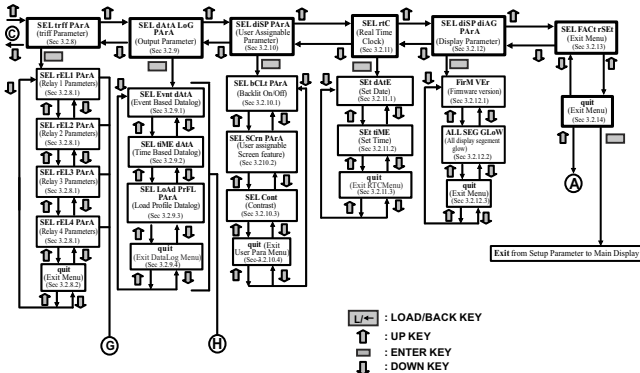 C
SEL trff PArA
(triff Parameter)
(Sec 3.2.8)
SEL dAtA LoG PArA
(Output Parameter)
(Sec 3.2.9)
SEL diSP PArA
(User Assignable Parameter)
(Sec 3.2.10)
SEL rtC
(Real Time Clock)
(Sec 3.2.11)
SEL diSP diAG PArA
(Display Parameter)
(Sec 3.2.12)
SEL FACt rSEt
(Exit Menu)
(Sec 3.2.13)
SEL rEL1 PArA
(Relay 1 Parameters)
(Sec 3.2.8.1)
SEL rEL2 PArA
(Relay 2 Parameters)
(Sec 3.2.8.1)
SEL rEL3 PArA
(Relay 3 Parameters)
(Sec 3.2.8.1)
SEL rEL4 PArA
(Relay 4 Parameters)
(Sec 3.2.8.1)
quit
(Exit Menu)
(Sec 3.2.8.2)
G
SEL Evnt dAtA
(Event Based Datalog)
(Sec 3.2.9.1)
SEL tiME dAtA
(Time Based Datalog)
(Sec 3.2.9.2)
SEL LoAd PrFL PArA
(Load Profile Datalog)
(Sec 3.2.9.3)
quit
(Exit DataLog Menu)
(Sec 3.2.9.4)
H
SEL bCLt PArA
(Backlit On/Off)
(Sec 3.2.10.1)
SEL SCrn PArA
(User assignable Screen feature)
(Sec 3.210.2)
SEL Cont
(Contrast)
(Sec 3.2.10.3)
quit (Exit
User Para Menu)
(Sec 3.2.10.4)
SEt dAtE
(Set Date)
(Sec 3.2.11.1)
SEt tiME
(Set Time)
(Sec 3.2.11.2)
quit
(Exit RTCMenu)
(Sec 3.2.11.3)
FirM VEr
(Firmware version)
(Sec 3.2.12.1)
ALL SEG GLoW
(All display segement glow)
(Sec 3.2.12.2)
quit
(Exit Menu)
(Sec 3.2.12.3)
quit
(Exit Menu)
(Sec 3.2.14)
A
Exit from Setup Parameter to Main Display
L/← : LOAD/BACK KEY
: UP KEY
: ENTER KEY
: DOWN KEY